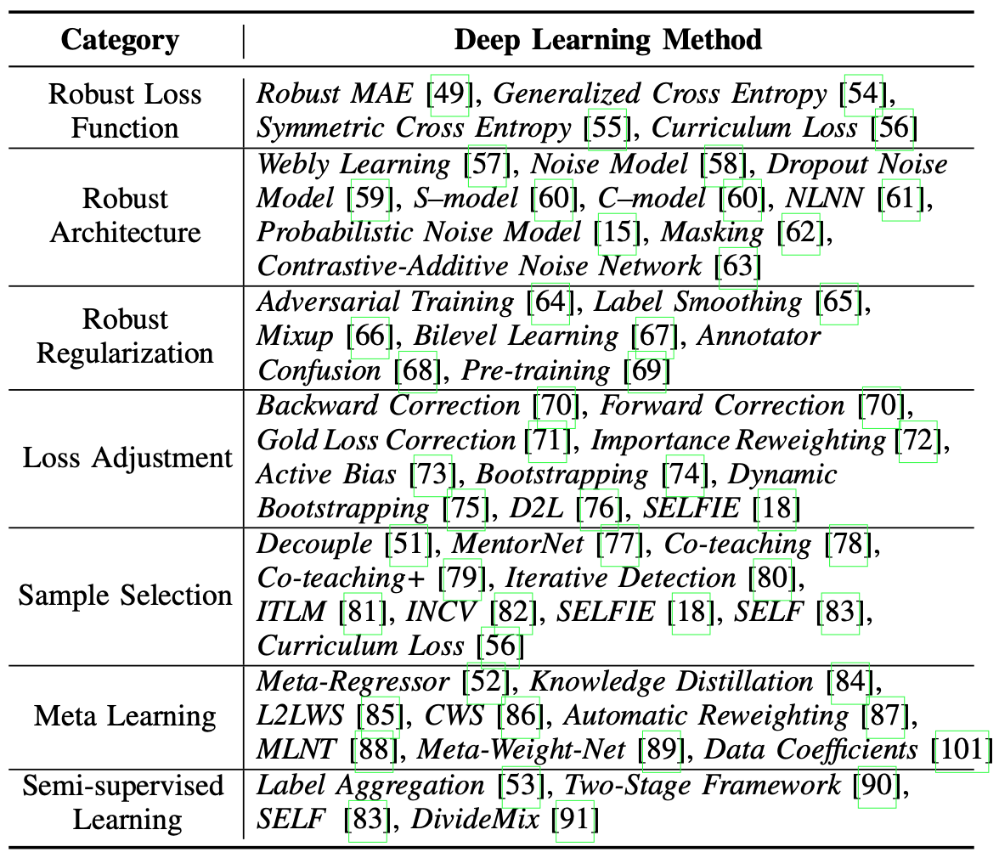 Category Deep Learning Method
Robust Loss Function
Robust MAE [49], Generalized Cross Entropy [54],
Symmetric Cross Entropy [55], Curriculum Loss [56]
Robust Architecture
Webly Learning [57], Noise Model [58], Dropout Noise
Model [59], S–model [60], C–model [60], NLNN [61],
Probabilistic Noise Model [15], Masking [62],
Contrastive-Additive Noise Network [63]
Robust Regularization
Adversarial Training [64], Label Smoothing [65],
Mixup [66], Bilevel Learning [67], Annotator
Confusion [68], Pre-training [69]
Loss Adjustment
Backward Correction [70], Forward Correction [70],
Gold Loss Correction [71], Importance Reweighting [72],
Active Bias [73], Bootstrapping [74], Dynamic
Bootstrapping [75], D2L [76], SELFIE [18]
Sample Selection
Decouple [51], MentorNet [77], Co-teaching [78],
Co-teaching+ [79], Iterative Detection [80],
ITLM [81], INCV [82], SELFIE [18], SELF [83],
Curriculum Loss [56]
Meta Learning
Meta-Regressor [52], Knowledge Distillation [84],
L2LWS [85], CWS [86], Automatic Reweighting [87],
MLNT [88], Meta-Weight-Net [89], Data Coefficients [101]
Semi-supervised Learning
Label Aggregation [53], Two-Stage Framework [90],
SELF [83], DivideMix [91]